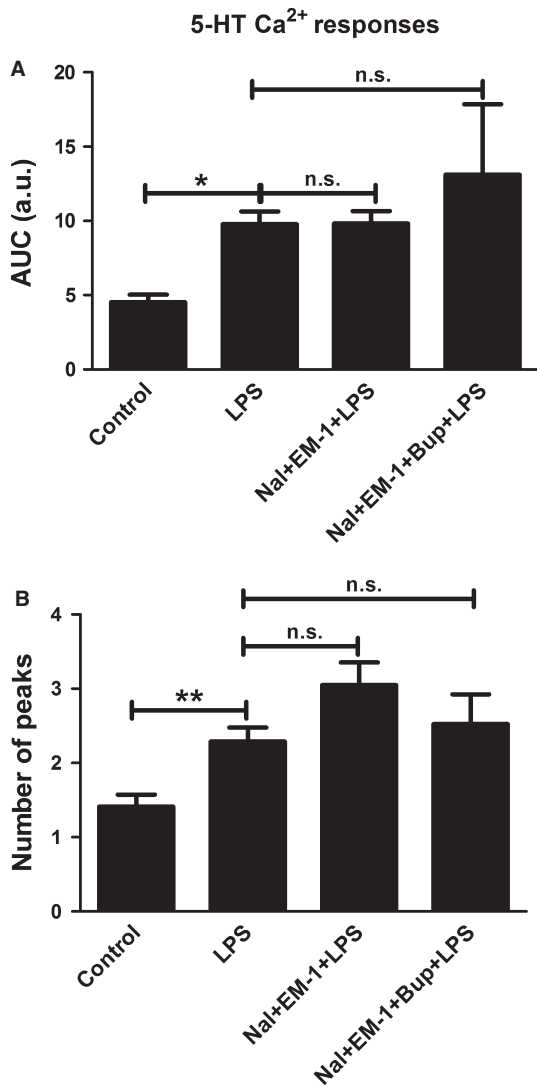 5-HT Ca2+ responses
A
n.s.
* n.s.
20
15
10
5
0
AUC (a.u.)
Control
LPS
Nal+EM-1+LPS
Nal+EM-1+Bup+LPS
B
n.s.
n.s.
**
4
3
2
1
0
Number of peaks
Control
LPS
Nal+EM-1+LPS
Nal+EM-1+Bup+LPS